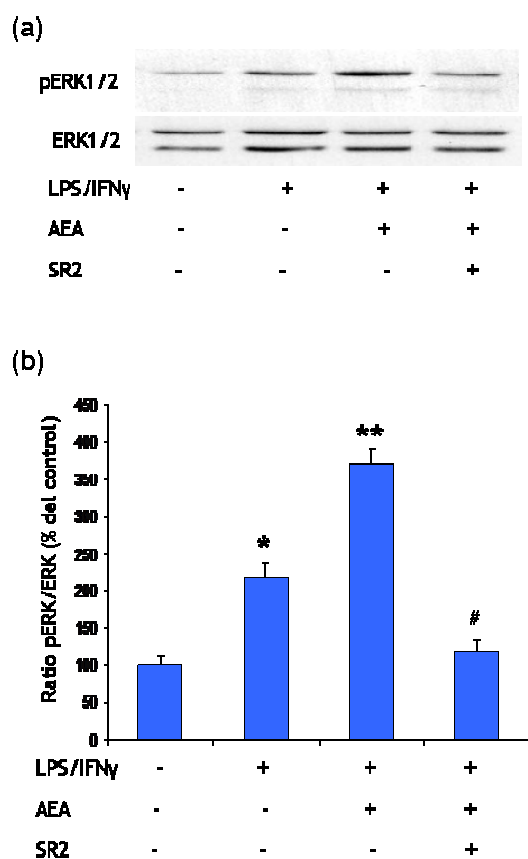 (a)
pERK1/2
ERK1/2
LPS/IFNγ - + + +
AEA - - + +
SR2 - - - +
(b)
Ratio pERK/ERK (% del control)
450
400
350
300
250
200
150
100
50
0
*
**
#
LPS/IFNγ - + + +
AEA - - + +
SR2 - - - +